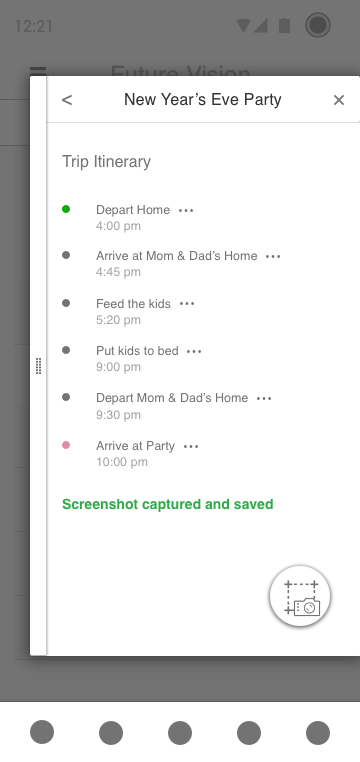 12:21
Future Vision
< New Year’s Eve Party ×
Trip Itinerary
Depart Home •••
4:00 pm
Arrive at Mom & Dad’s Home •••
4:45 pm
Feed the kids •••
5:20 pm
Put kids to bed •••
9:00 pm
Depart Mom & Dad’s Home •••
9:30 pm
Arrive at Party •••
10:00 pm
Screenshot captured and saved